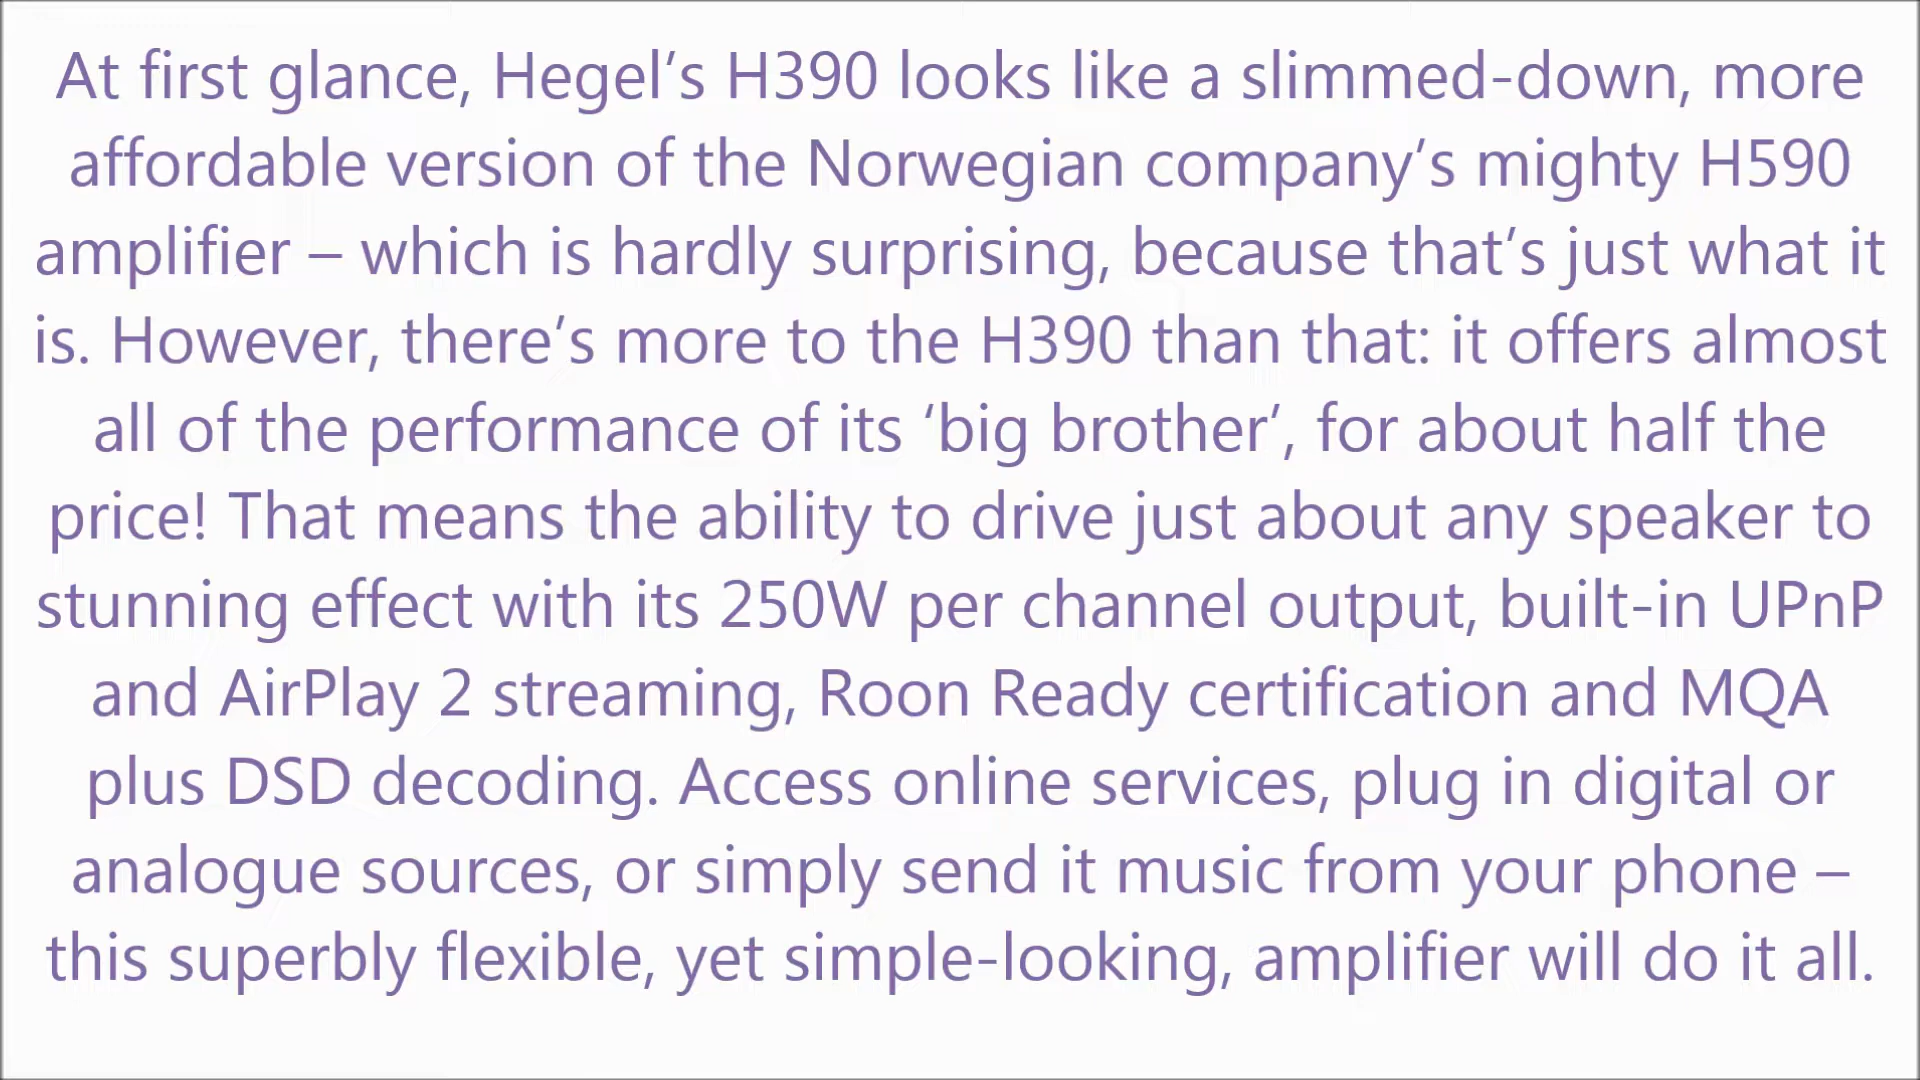 At first glance, Hegel’s H390 looks like a slimmed-down, more
affordable version of the Norwegian company’s mighty H590
amplifier – which is hardly surprising, because that’s just what it
is. However, there’s more to the H390 than that: it offers almost
all of the performance of its ‘big brother’, for about half the
price! That means the ability to drive just about any speaker to
stunning effect with its 250W per channel output, built-in UPnP
and AirPlay 2 streaming, Roon Ready certification and MQA
plus DSD decoding. Access online services, plug in digital or
analogue sources, or simply send it music from your phone –
this superbly flexible, yet simple-looking, amplifier will do it all.